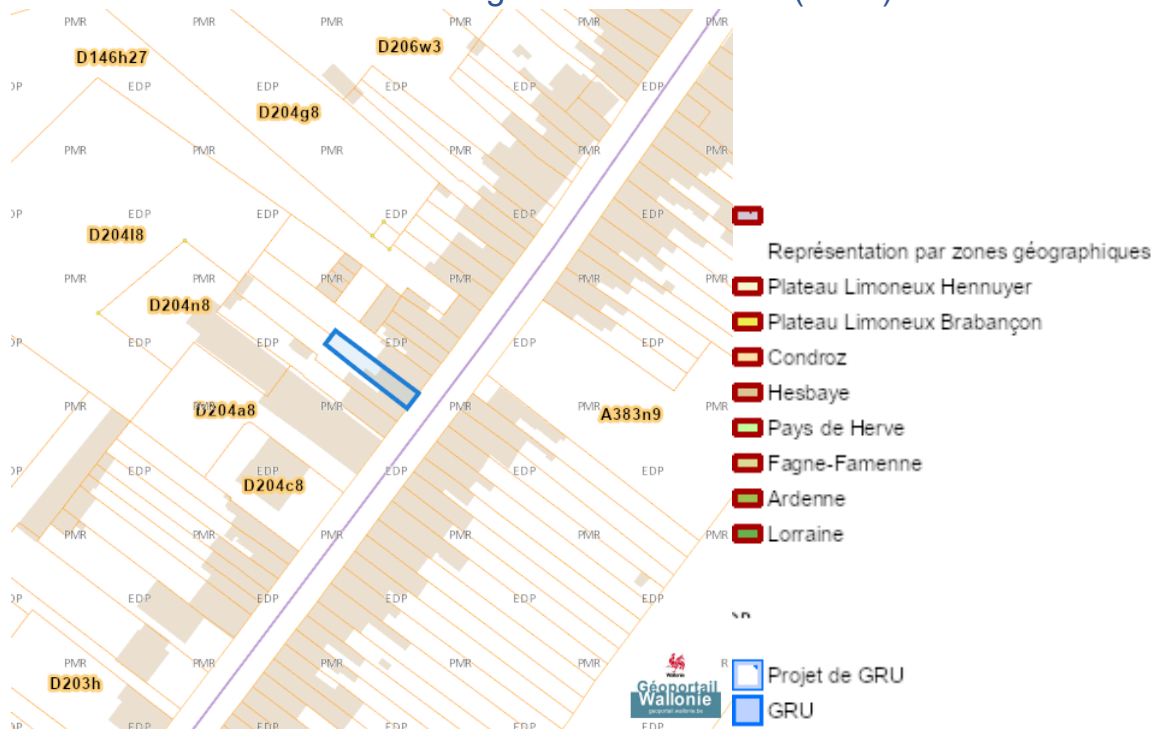 PMR PMR PMR PMR PMR PMR
D146h27 D206w3
EDP EDP EDP EDP EDP
D204g8
PMR PMR PMR PMR PMR PMR
EDP EDP EDP EDP EDP
D204l8
Représentation par zones géographiques
PMR PMR PMR PMR PMR PMR
Plateau Limoneux Hennuyer
D204n8
Plateau Limoneux Brabançon
EDP EDP EDP EDP EDP
Condroz
Hesbaye
PMR PMR PMR PMR PMR PMR
D204a8 A383n9
Pays de Herve
Fagne-Famenne
EDP EDP EDP EDP EDP
D204c8
Ardenne
PMR PMR PMR PMR PMR PMR
Lorraine
EDP EDP EDP EDP EDP
PMR PMR PMR PMR PMR
D203h
Wallonie
Géoportail
Wallonie
geoportail.wallonie.be
Projet de GRU
GRU
EDP EDP EDP EDP EDP